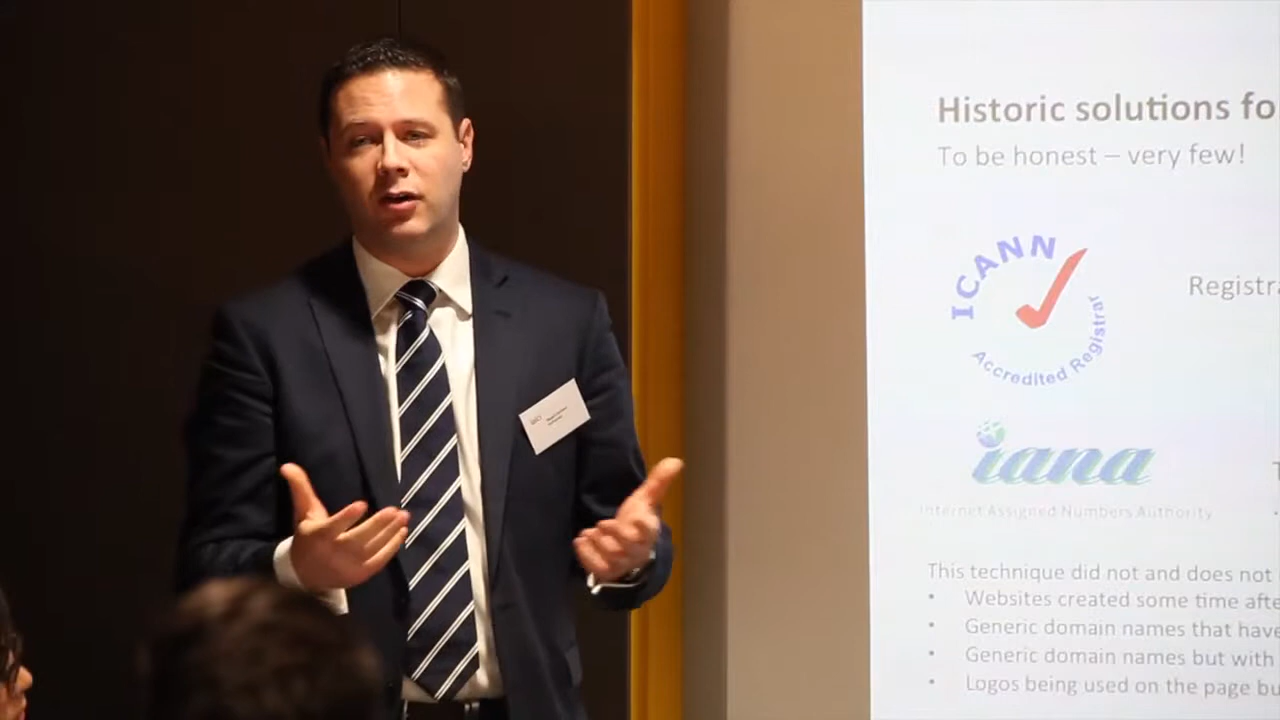 Historic solutions fo
To be honest – very few!
ICANN
Accredited Registrar
Registra
iana
Internet Assigned Numbers Authority
This technique did not and does not
• Websites created some time afte
• Generic domain names that have
• Generic domain names but with
• Logos being used on the page bu